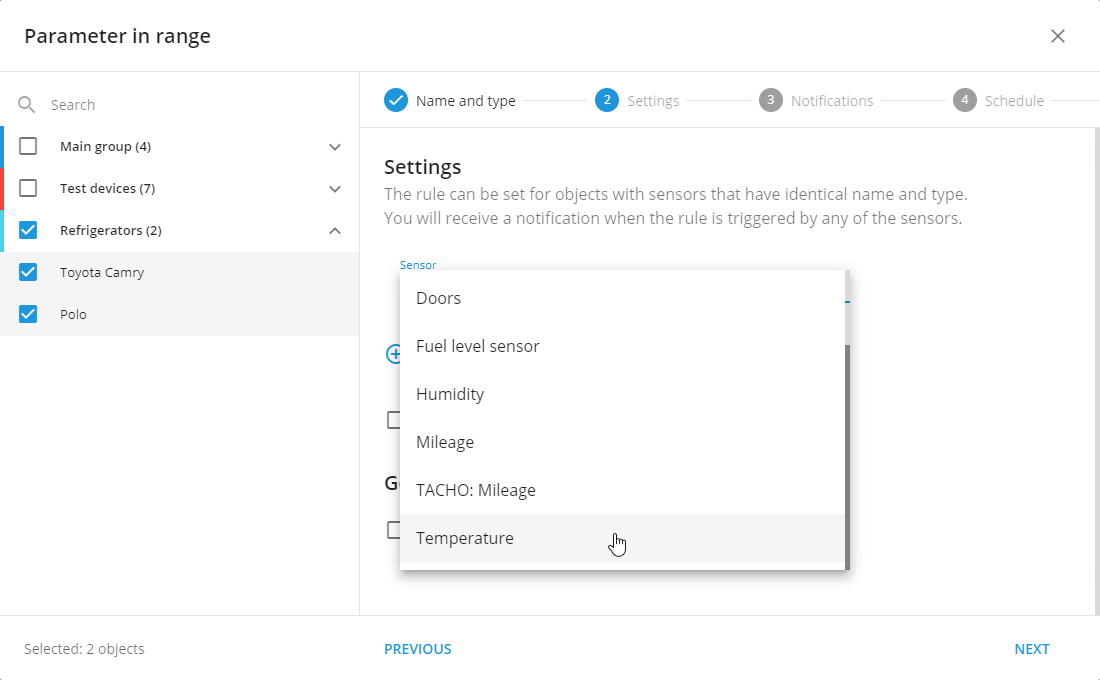 Parameter in range
Search
Main group (4)
Test devices (7)
Refrigerators (2)
Toyota Camry
Polo
Name and type
2 Settings
3 Notifications
4 Schedule
Settings
The rule can be set for objects with sensors that have identical name and type.
You will receive a notification when the rule is triggered by any of the sensors.
Sensor
Doors
Fuel level sensor
Humidity
Mileage
TACHO: Mileage
Temperature
Selected: 2 objects
PREVIOUS
NEXT